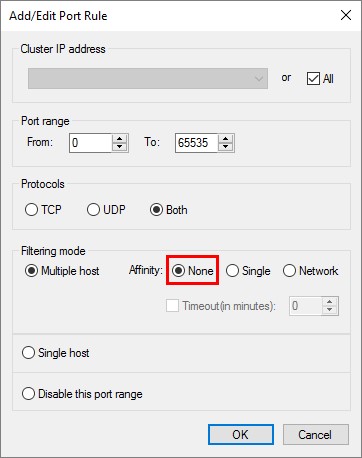 Add/Edit Port Rule
Cluster IP address
or All
Port range
From: 0 To: 65535
Protocols
TCP UDP Both
Filtering mode
Multiple host Affinity: None Single Network
Timeout(in minutes): 0
Single host
Disable this port range
OK Cancel